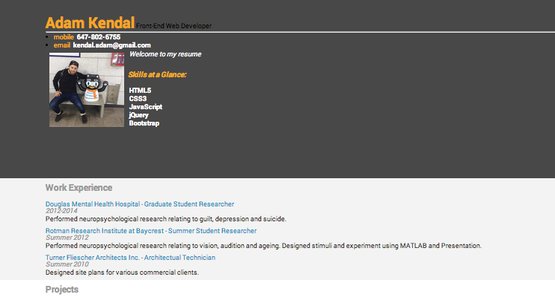 Adam Kendal Front-End Web Developer
mobile 647-802-6755
email kendal.adam@gmail.com
Welcome to my resume
Skills at a Glance:
HTML5
CSS3
JavaScript
jQuery
Bootstrap
Work Experience
Douglas Mental Health Hospital - Graduate Student Researcher
2012-2014
Performed neuropsychological research relating to guilt, depression and suicide.
Rotman Research Institute at Baycrest - Summer Student Researcher
Summer 2012
Performed neuropsychological research relating to vision, audition and ageing. Designed stimuli and experiment using MATLAB and Presentation.
Turner Fliescher Architects Inc. - Architectual Technician
Summer 2010
Designed site plans for various commercial clients.
Projects